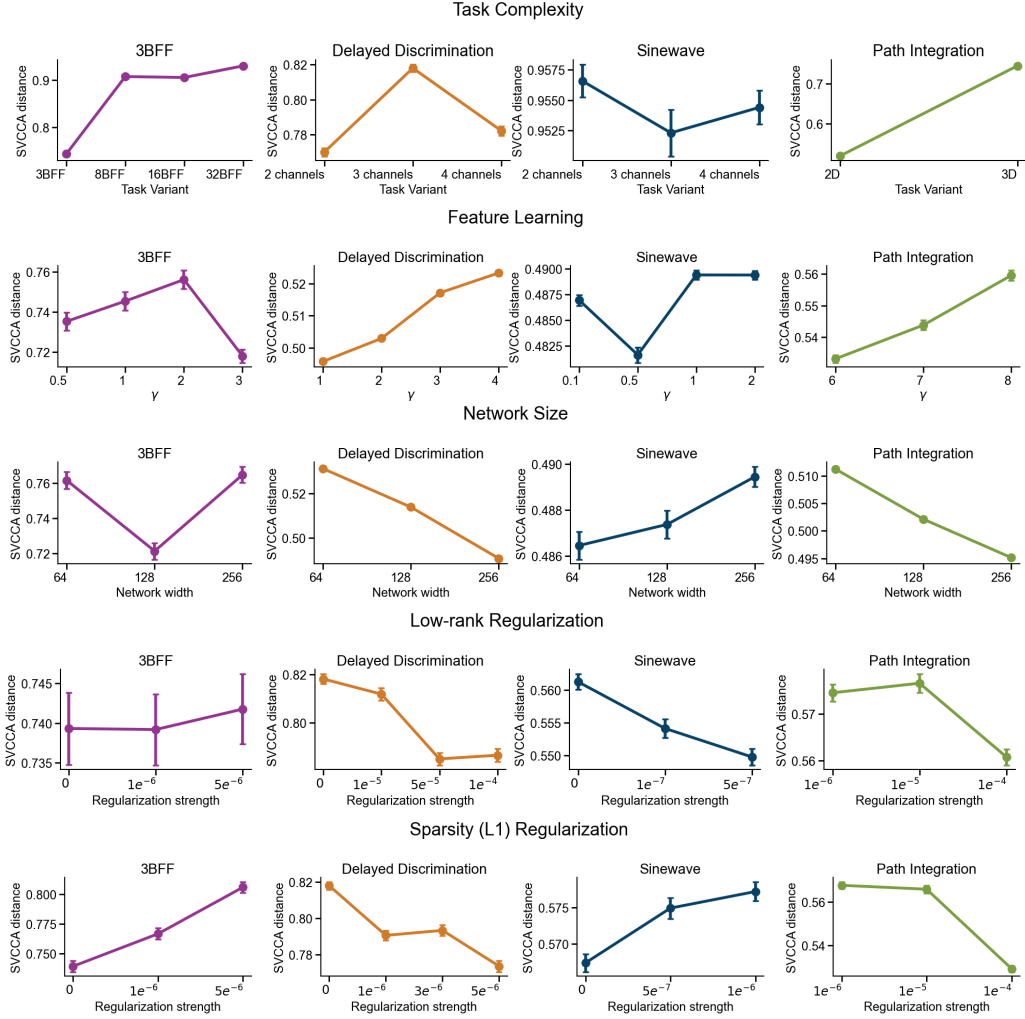 Task Complexity
3BFF
Delayed Discrimination
Sinewave
Path Integration
SVCCA distance
0.9
0.8
3BFF 8BFF 16BFF 32BFF
Task Variant
SVCCA distance
0.82
0.80
0.78
2 channels 3 channels 4 channels
Task Variant
SVCCA distance
0.9575
0.9550
0.9525
2 channels 3 channels 4 channels
Task Variant
SVCCA distance
0.7
0.6
2D 3D
Task Variant
Feature Learning
3BFF
Delayed Discrimination
Sinewave
Path Integration
SVCCA distance
0.76
0.74
0.72
0.5 1 2 3
γ
SVCCA distance
0.52
0.51
0.50
1 2 3 4
γ
SVCCA distance
0.4900
0.4875
0.4850
0.4825
0.1 0.5 1 2
γ
SVCCA distance
0.56
0.55
0.54
6 7 8
γ
Network Size
3BFF
Delayed Discrimination
Sinewave
Path Integration
SVCCA distance
0.76
0.74
0.72
64 128 256
Network width
SVCCA distance
0.52
0.50
64 128 256
Network width
SVCCA distance
0.490
0.488
0.486
64 128 256
Network width
SVCCA distance
0.510
0.505
0.500
0.495
64 128 256
Network width
Low-rank Regularization
3BFF
Delayed Discrimination
Sinewave
Path Integration
SVCCA distance
0.745
0.740
0.735
0 1e⁻⁶ 5e⁻⁶
Regularization strength
SVCCA distance
0.82
0.80
0 1e⁻⁵ 5e⁻⁵ 1e⁻⁴
Regularization strength
SVCCA distance
0.560
0.555
0.550
0 1e⁻⁷ 5e⁻⁷
Regularization strength
SVCCA distance
0.57
0.56
1e⁻⁶ 1e⁻⁵ 1e⁻⁴
Regularization strength
Sparsity (L1) Regularization
3BFF
Delayed Discrimination
Sinewave
Path Integration
SVCCA distance
0.800
0.775
0.750
0 1e⁻⁶ 5e⁻⁶
Regularization strength
SVCCA distance
0.82
0.80
0.78
0 1e⁻⁶ 3e⁻⁶ 5e⁻⁶
Regularization strength
SVCCA distance
0.575
0.570
0 5e⁻⁷ 1e⁻⁶
Regularization strength
SVCCA distance
0.56
0.54
1e⁻⁶ 1e⁻⁵ 1e⁻⁴
Regularization strength